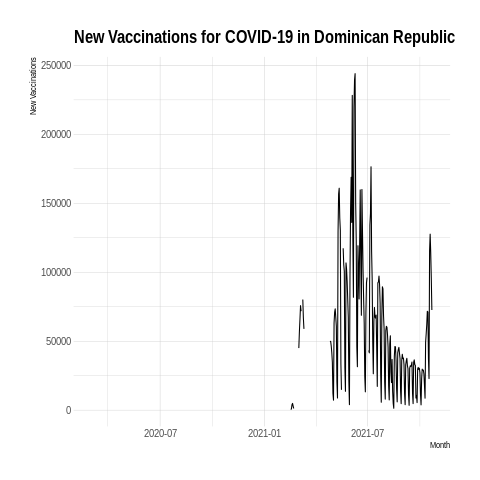 New Vaccinations for COVID-19 in Dominican Republic
New Vaccinations
250000
200000
150000
100000
50000
0
2020-07 2021-01 2021-07
Month